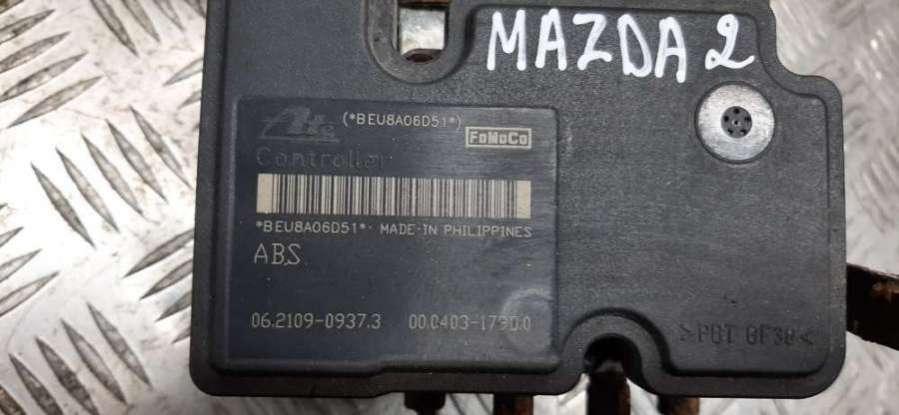 MAZDA 2
Ate (*BEU8A06D51*)
FoMoCo
Controller
*BEU8A06D51* MADE-IN PHILIPPINES
ABS
06.2109-0937.3 00.0403-1790.0
>PBT GF30<